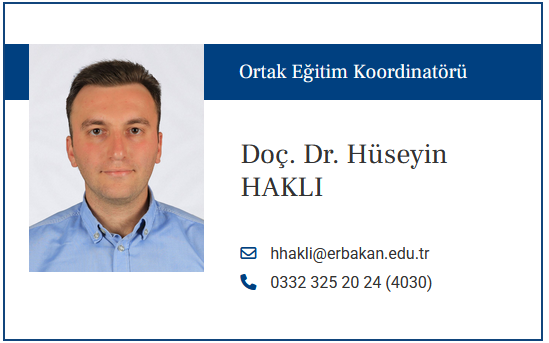 Ortak Eğitim Koordinatörü
Doç. Dr. Hüseyin
HAKLI
hhakli@erbakan.edu.tr
0332 325 20 24 (4030)